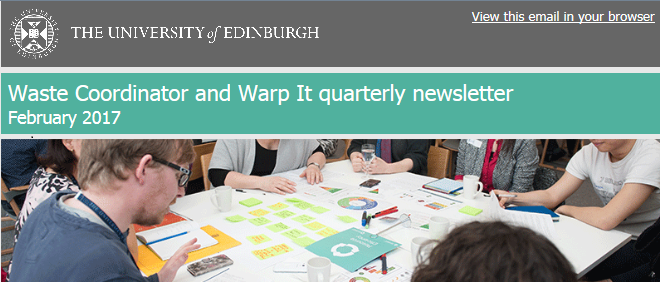 THE UNIVERSITY of EDINBURGH
View this email in your browser
Waste Coordinator and Warp It quarterly newsletter
February 2017